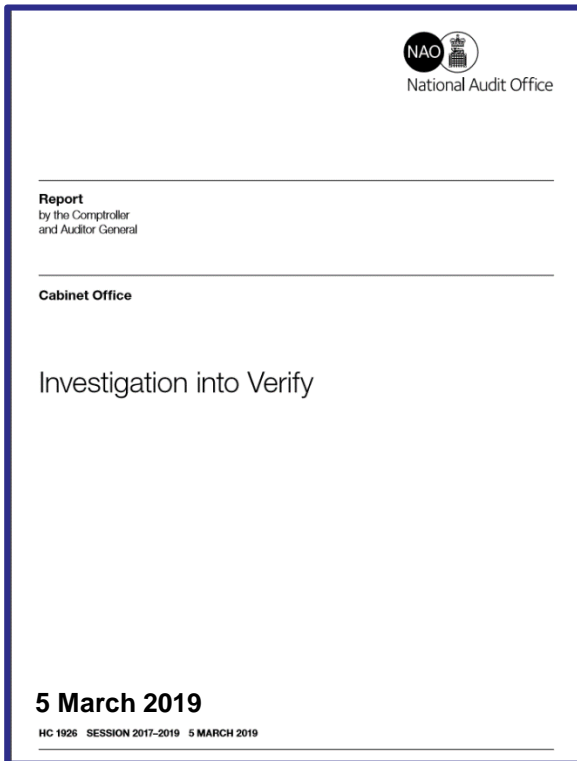 NAO
National Audit Office
Report
by the Comptroller
and Auditor General
Cabinet Office
Investigation into Verify
5 March 2019
HC 1926 SESSION 2017–2019 5 MARCH 2019